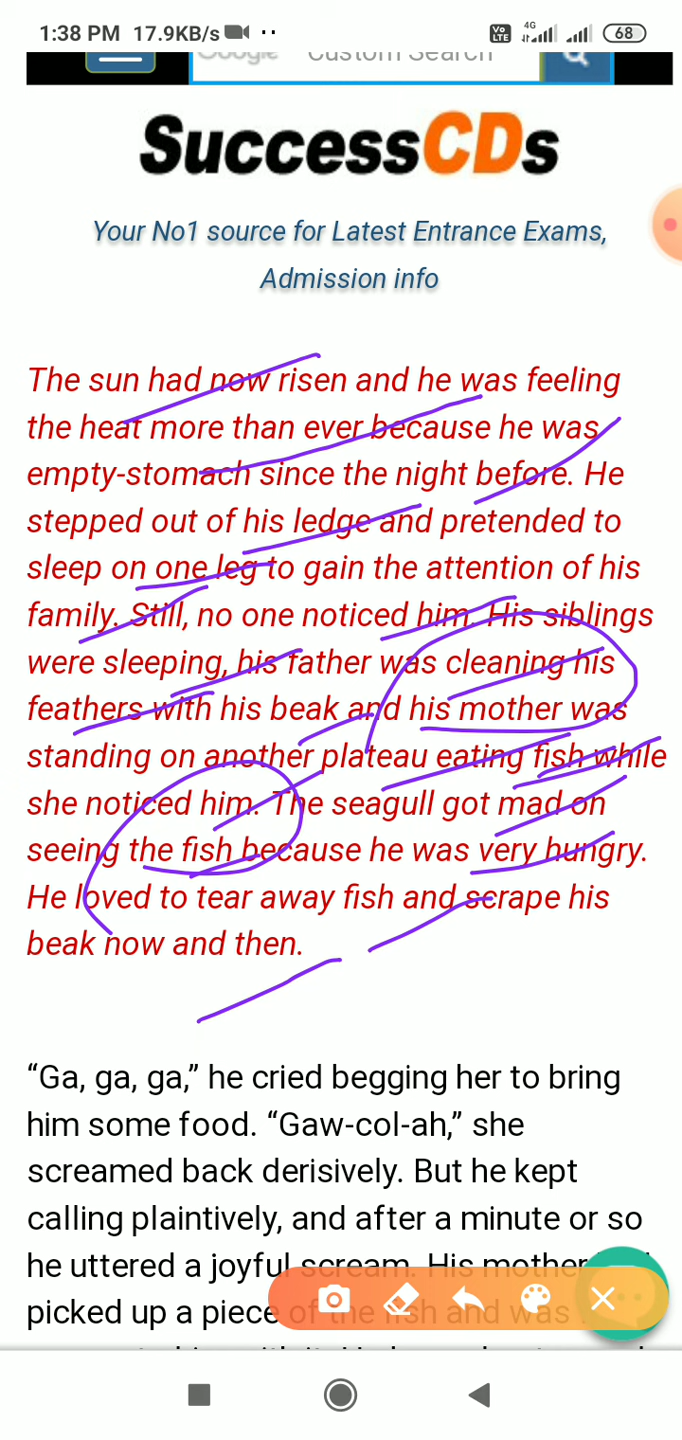 1:38 PM 17.9KB/s
Vo LTE 4G 68
Google Custom Search
SuccessCDs
Your No1 source for Latest Entrance Exams,
Admission info
The sun had now risen and he was feeling
the heat more than ever because he was
empty-stomach since the night before. He
stepped out of his ledge and pretended to
sleep on one leg to gain the attention of his
family. Still, no one noticed him. His siblings
were sleeping, his father was cleaning his
feathers with his beak and his mother was
standing on another plateau eating fish while
she noticed him. The seagull got mad on
seeing the fish because he was very hungry.
He loved to tear away fish and scrape his
beak now and then.
“Ga, ga, ga,” he cried begging her to bring
him some food. “Gaw-col-ah,” she
screamed back derisively. But he kept
calling plaintively, and after a minute or so
he uttered a joyful scream. His mother
picked up a piece of the fish and was